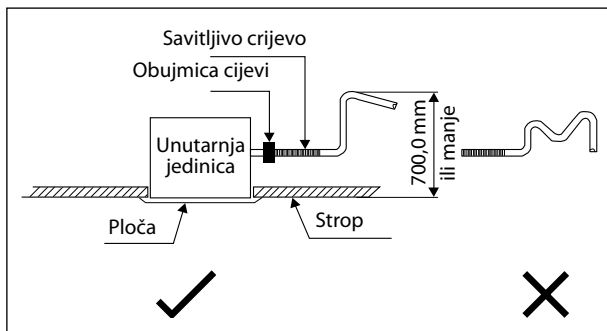 Savitljivo crijevo
Obujmica cijevi
Unutarnja
jedinica
700,0 mm
ili manje
Ploča
Strop